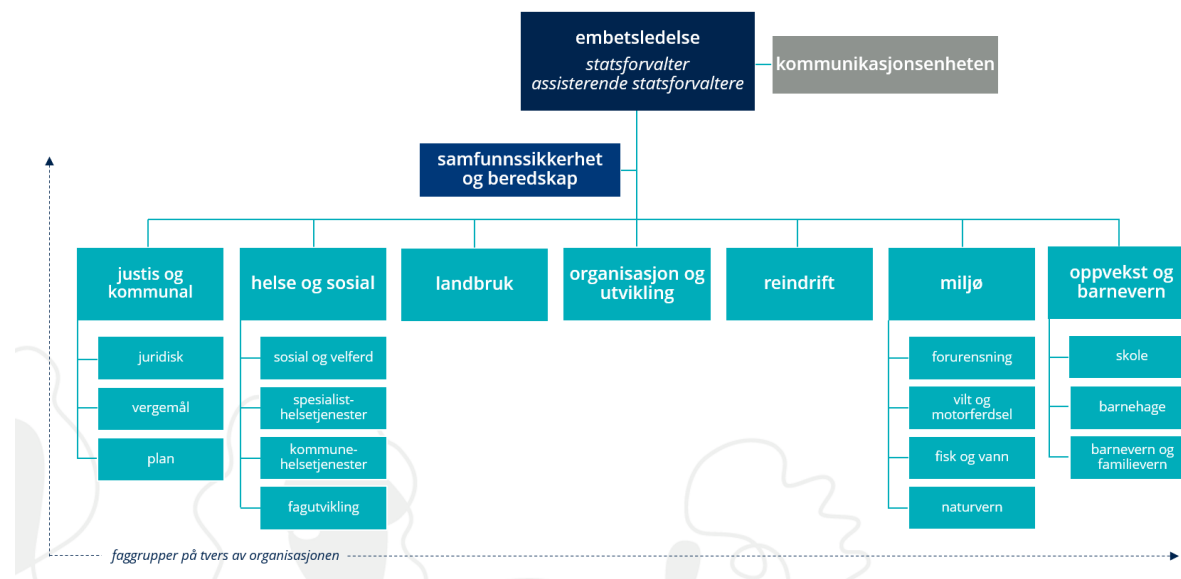 embetsledelse
statsforvalter
assisterende statsforvaltere
kommunikasjonsenheten
samfunnssikkerhet
og beredskap
justis og
kommunal
helse og sosial
landbruk
organisasjon og
utvikling
reindrift
miljø
oppvekst og
barnevern
juridisk
vergemål
plan
sosial og velferd
spesialist-
helsetjenester
kommune-
helsetjenester
fagutvikling
forurensning
vilt og
motorferdsel
fisk og vann
naturvern
skole
barnehage
barnevern og
familievern
faggrupper på tvers av organisasjonen